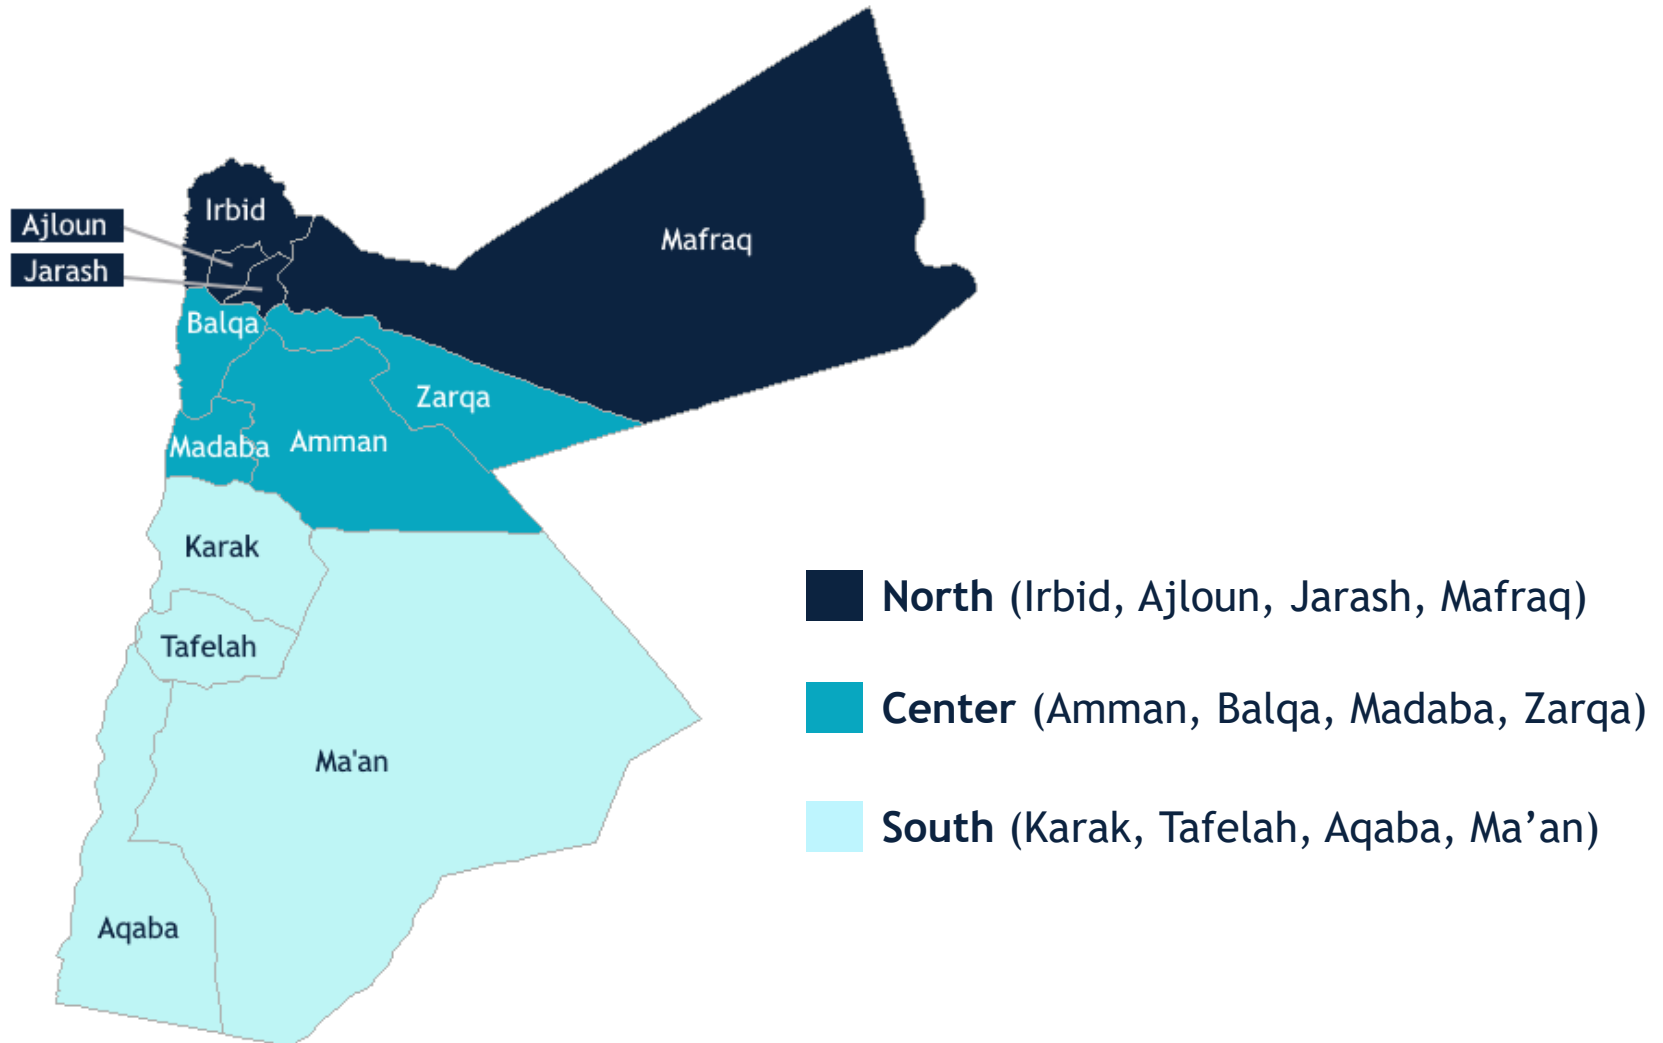 Irbid
Ajloun
Jarash
Mafraq
Balqa
Zarqa
Madaba
Amman
Karak
Tafelah
Ma'an
Aqaba
North (Irbid, Ajloun, Jarash, Mafraq)
Center (Amman, Balqa, Madaba, Zarqa)
South (Karak, Tafelah, Aqaba, Ma’an)